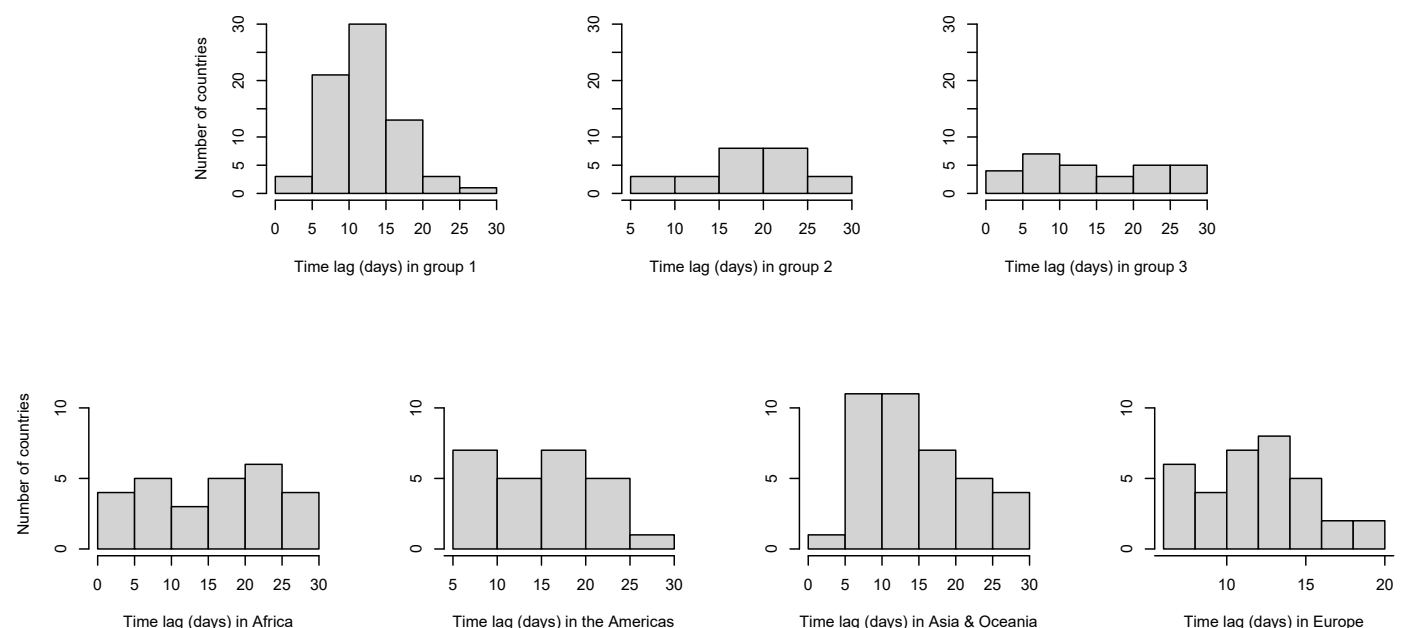 Number of countries
0 5 10 20 30
0 5 10 15 20 25 30
Time lag (days) in group 1
0 5 10 20 30
5 10 15 20 25 30
Time lag (days) in group 2
0 5 10 20 30
0 5 10 15 20 25 30
Time lag (days) in group 3
Number of countries
0 5 10
0 5 10 15 20 25 30
Time lag (days) in Africa
0 5 10
5 10 15 20 25 30
Time lag (days) in the Americas
0 5 10
0 5 10 15 20 25 30
Time lag (days) in Asia & Oceania
0 5 10
10 15 20
Time lag (days) in Europe